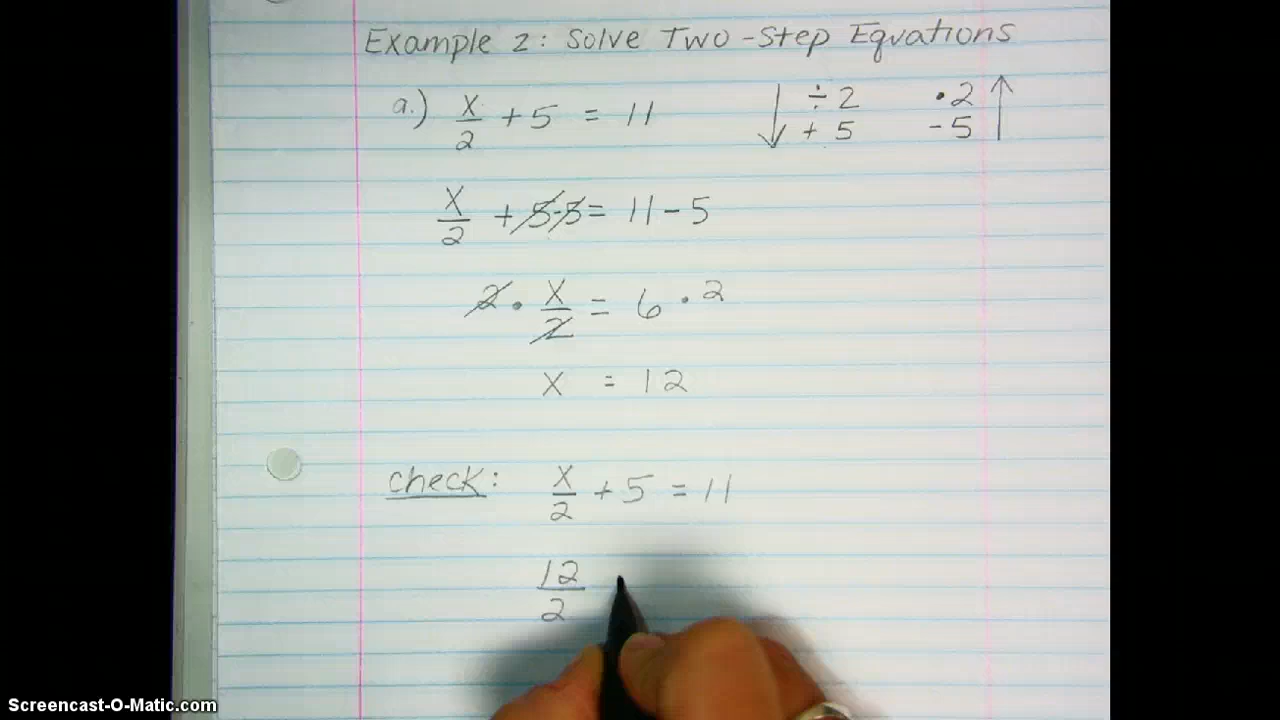 Example 2: Solve Two-Step Equations
a.) x/2 + 5 = 11 ↓ ÷2 +5 •2 -5 ↑
x/2 + 5-5 = 11-5
2 • x/2 = 6 • 2
x = 12
check: x/2 + 5 = 11
12/2
Screencast-O-Matic.com